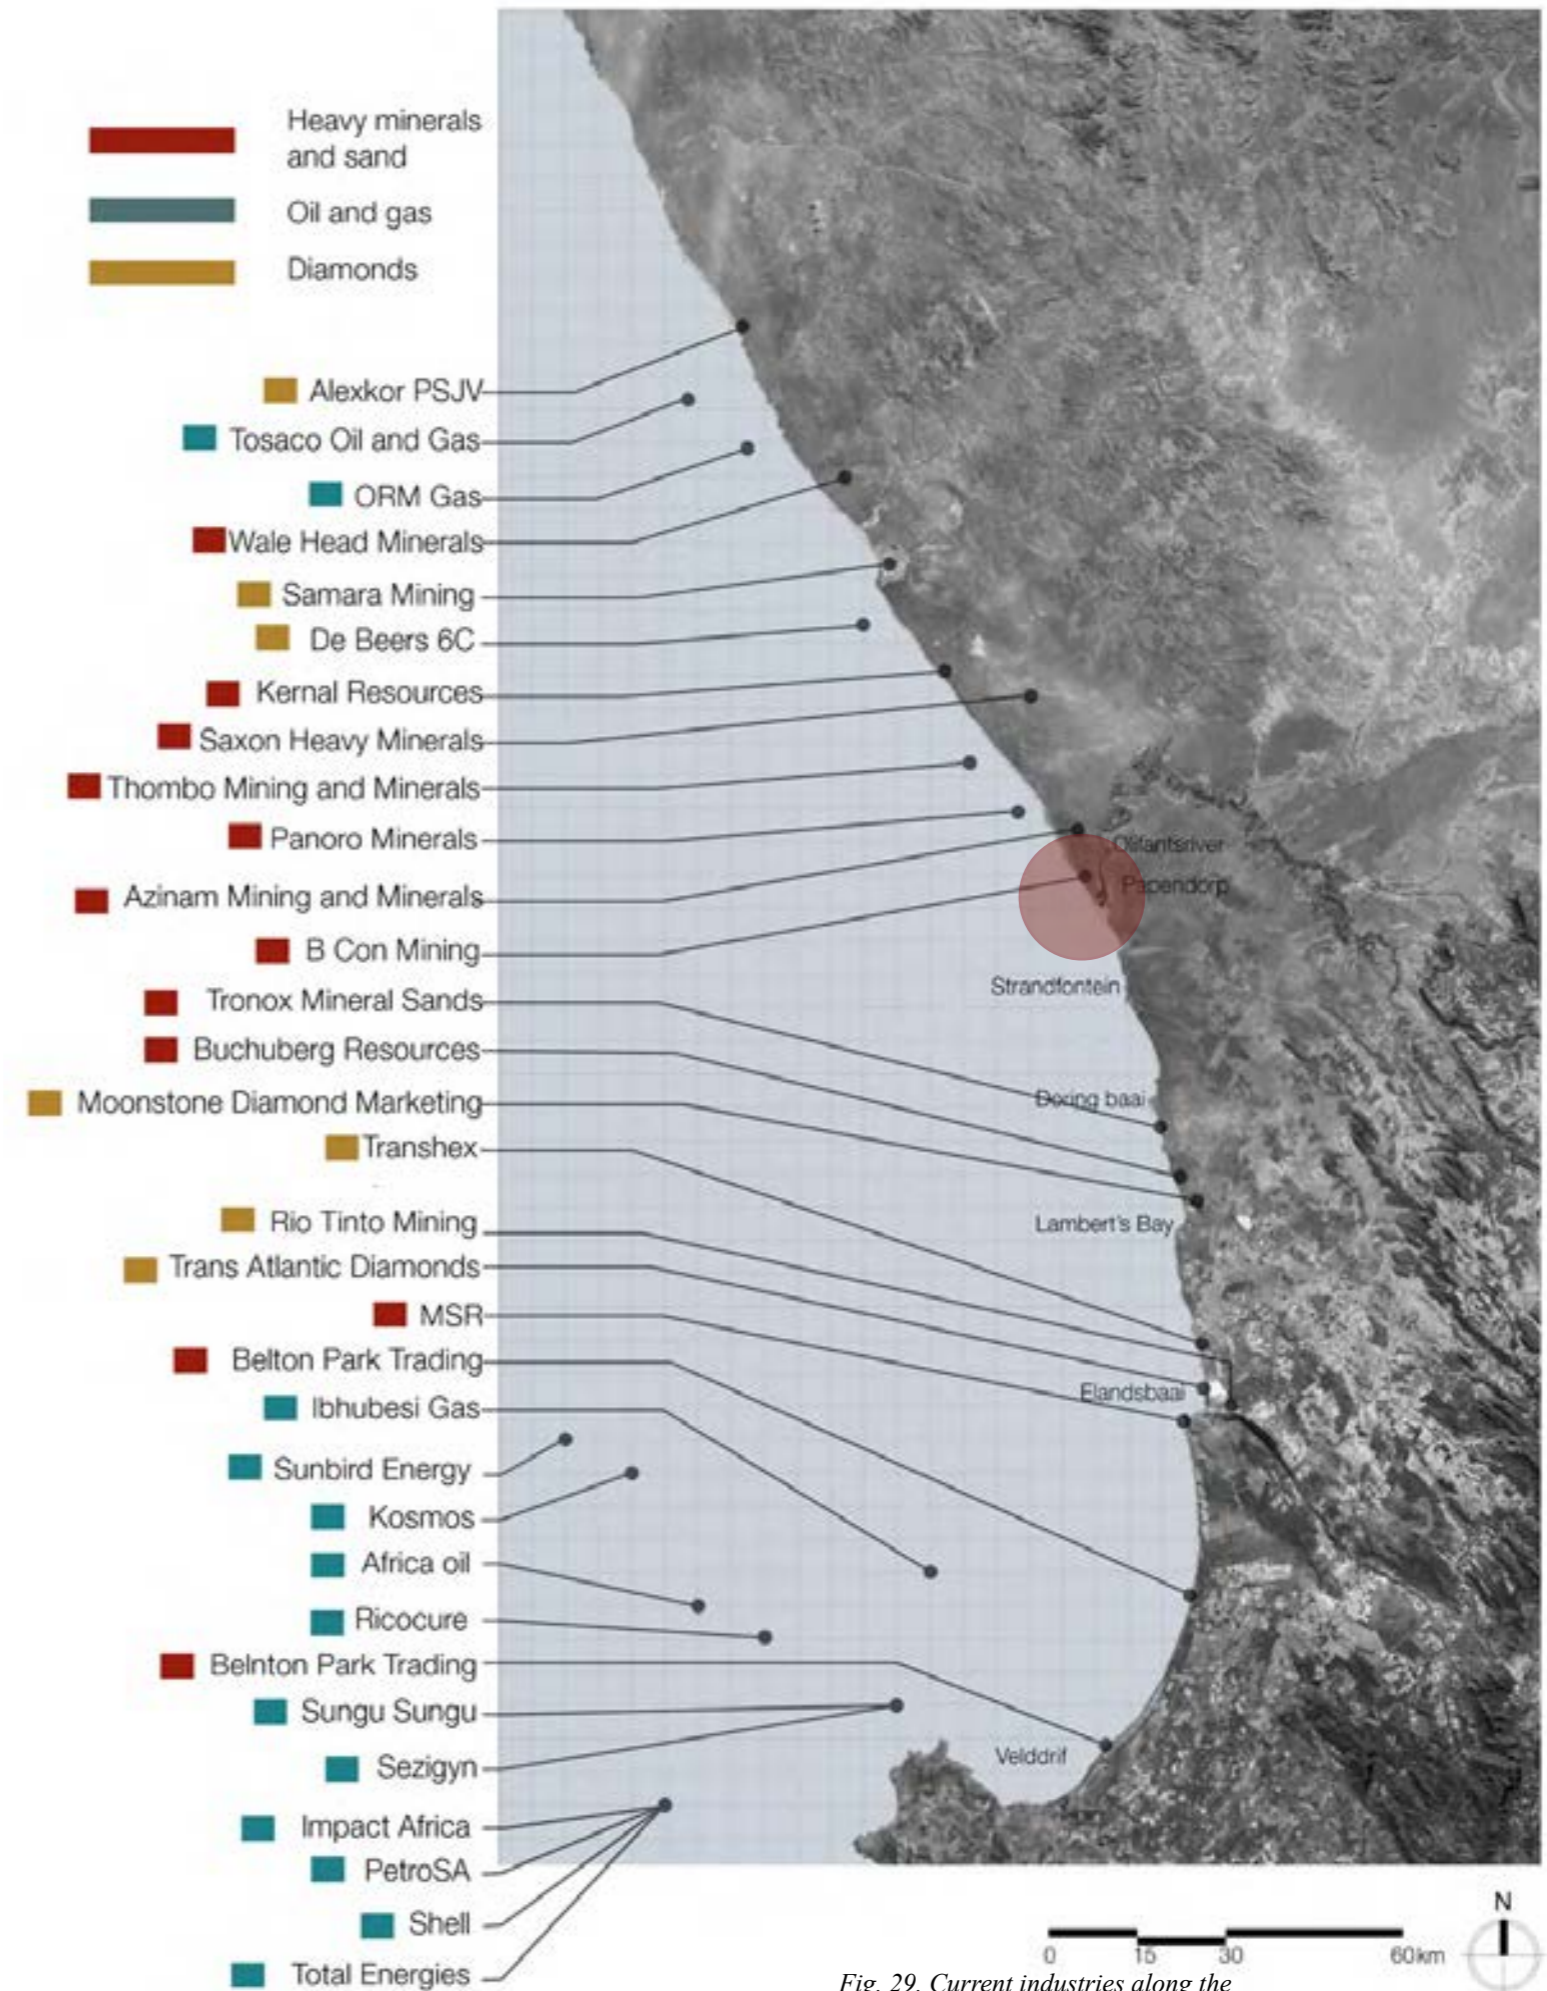 Heavy minerals
and sand
Oil and gas
Diamonds
Alexkor PSJV
Tosaco Oil and Gas
ORM Gas
Wale Head Minerals
Samara Mining
De Beers 6C
Kernal Resources
Saxon Heavy Minerals
Thombo Mining and Minerals
Panoro Minerals
Olifantsriver
Papendorp
Azinam Mining and Minerals
B Con Mining
Strandfontein
Tronox Mineral Sands
Buchuberg Resources
Doring baai
Moonstone Diamond Marketing
Transhex
Lambert's Bay
Rio Tinto Mining
Trans Atlantic Diamonds
MSR
Belton Park Trading
Elandsbaai
Ibhubesi Gas
Sunbird Energy
Kosmos
Africa oil
Ricocure
Belnton Park Trading
Sungu Sungu
Velddrif
Sezigyn
Impact Africa
PetroSA
Shell
Total Energies
N
0 15 30 60km
Fig. 29. Current industries along the